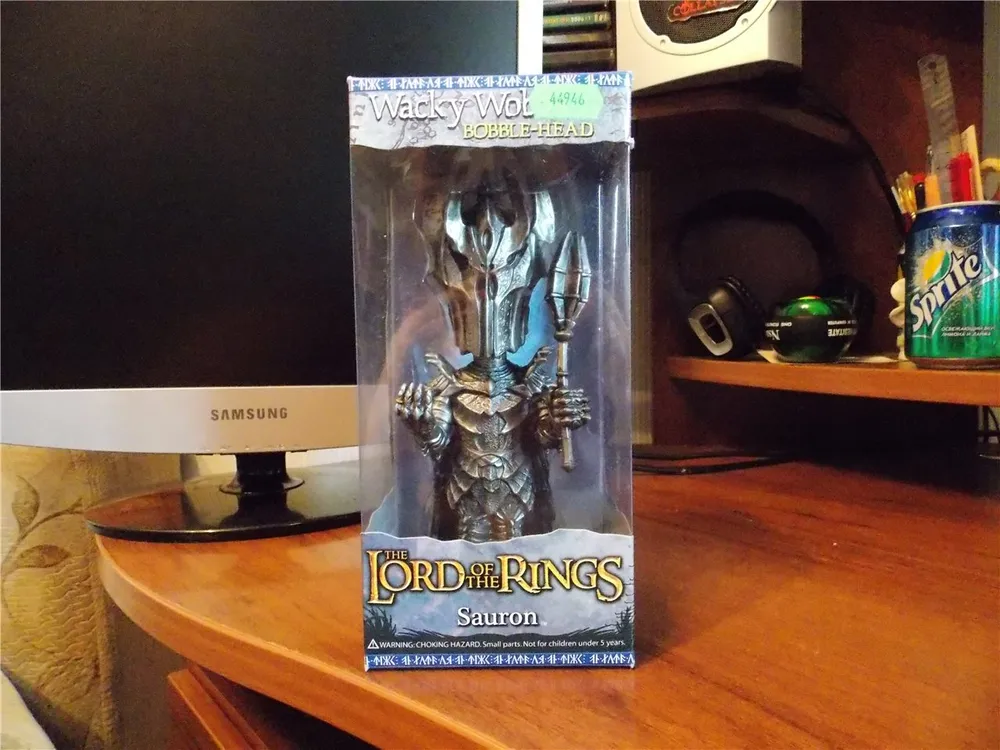 Wacky Wob
44946
BOBBLE-HEAD
SAMSUNG
Sprite
THE
LORD OF THE RINGS
Sauron
WARNING: CHOKING HAZARD. Small parts. Not for children under 5 years.